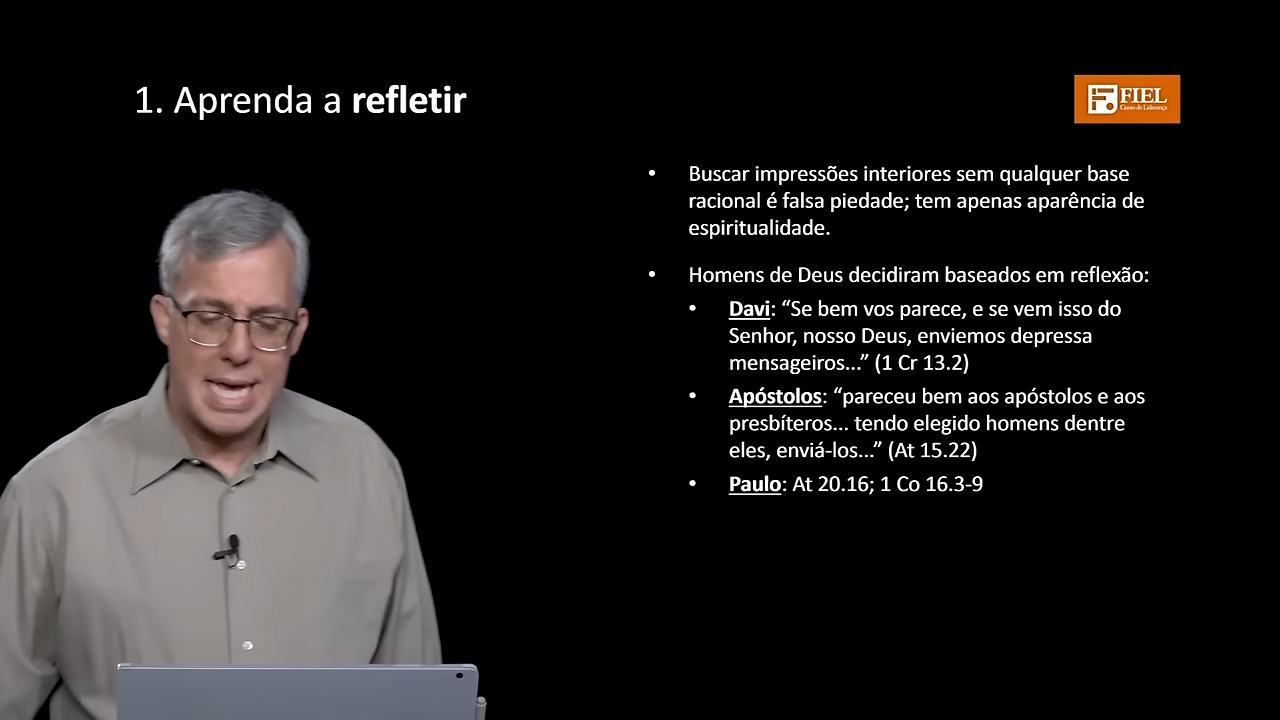 1. Aprenda a refletir
FIEL
Curso de Liderança
• Buscar impressões interiores sem qualquer base
racional é falsa piedade; tem apenas aparência de
espiritualidade.
• Homens de Deus decidiram baseados em reflexão:
• Davi: “Se bem vos parece, e se vem isso do
Senhor, nosso Deus, enviemos depressa
mensageiros...” (1 Cr 13.2)
• Apóstolos: “pareceu bem aos apóstolos e aos
presbíteros... tendo elegido homens dentre
eles, enviá-los...” (At 15.22)
• Paulo: At 20.16; 1 Co 16.3-9